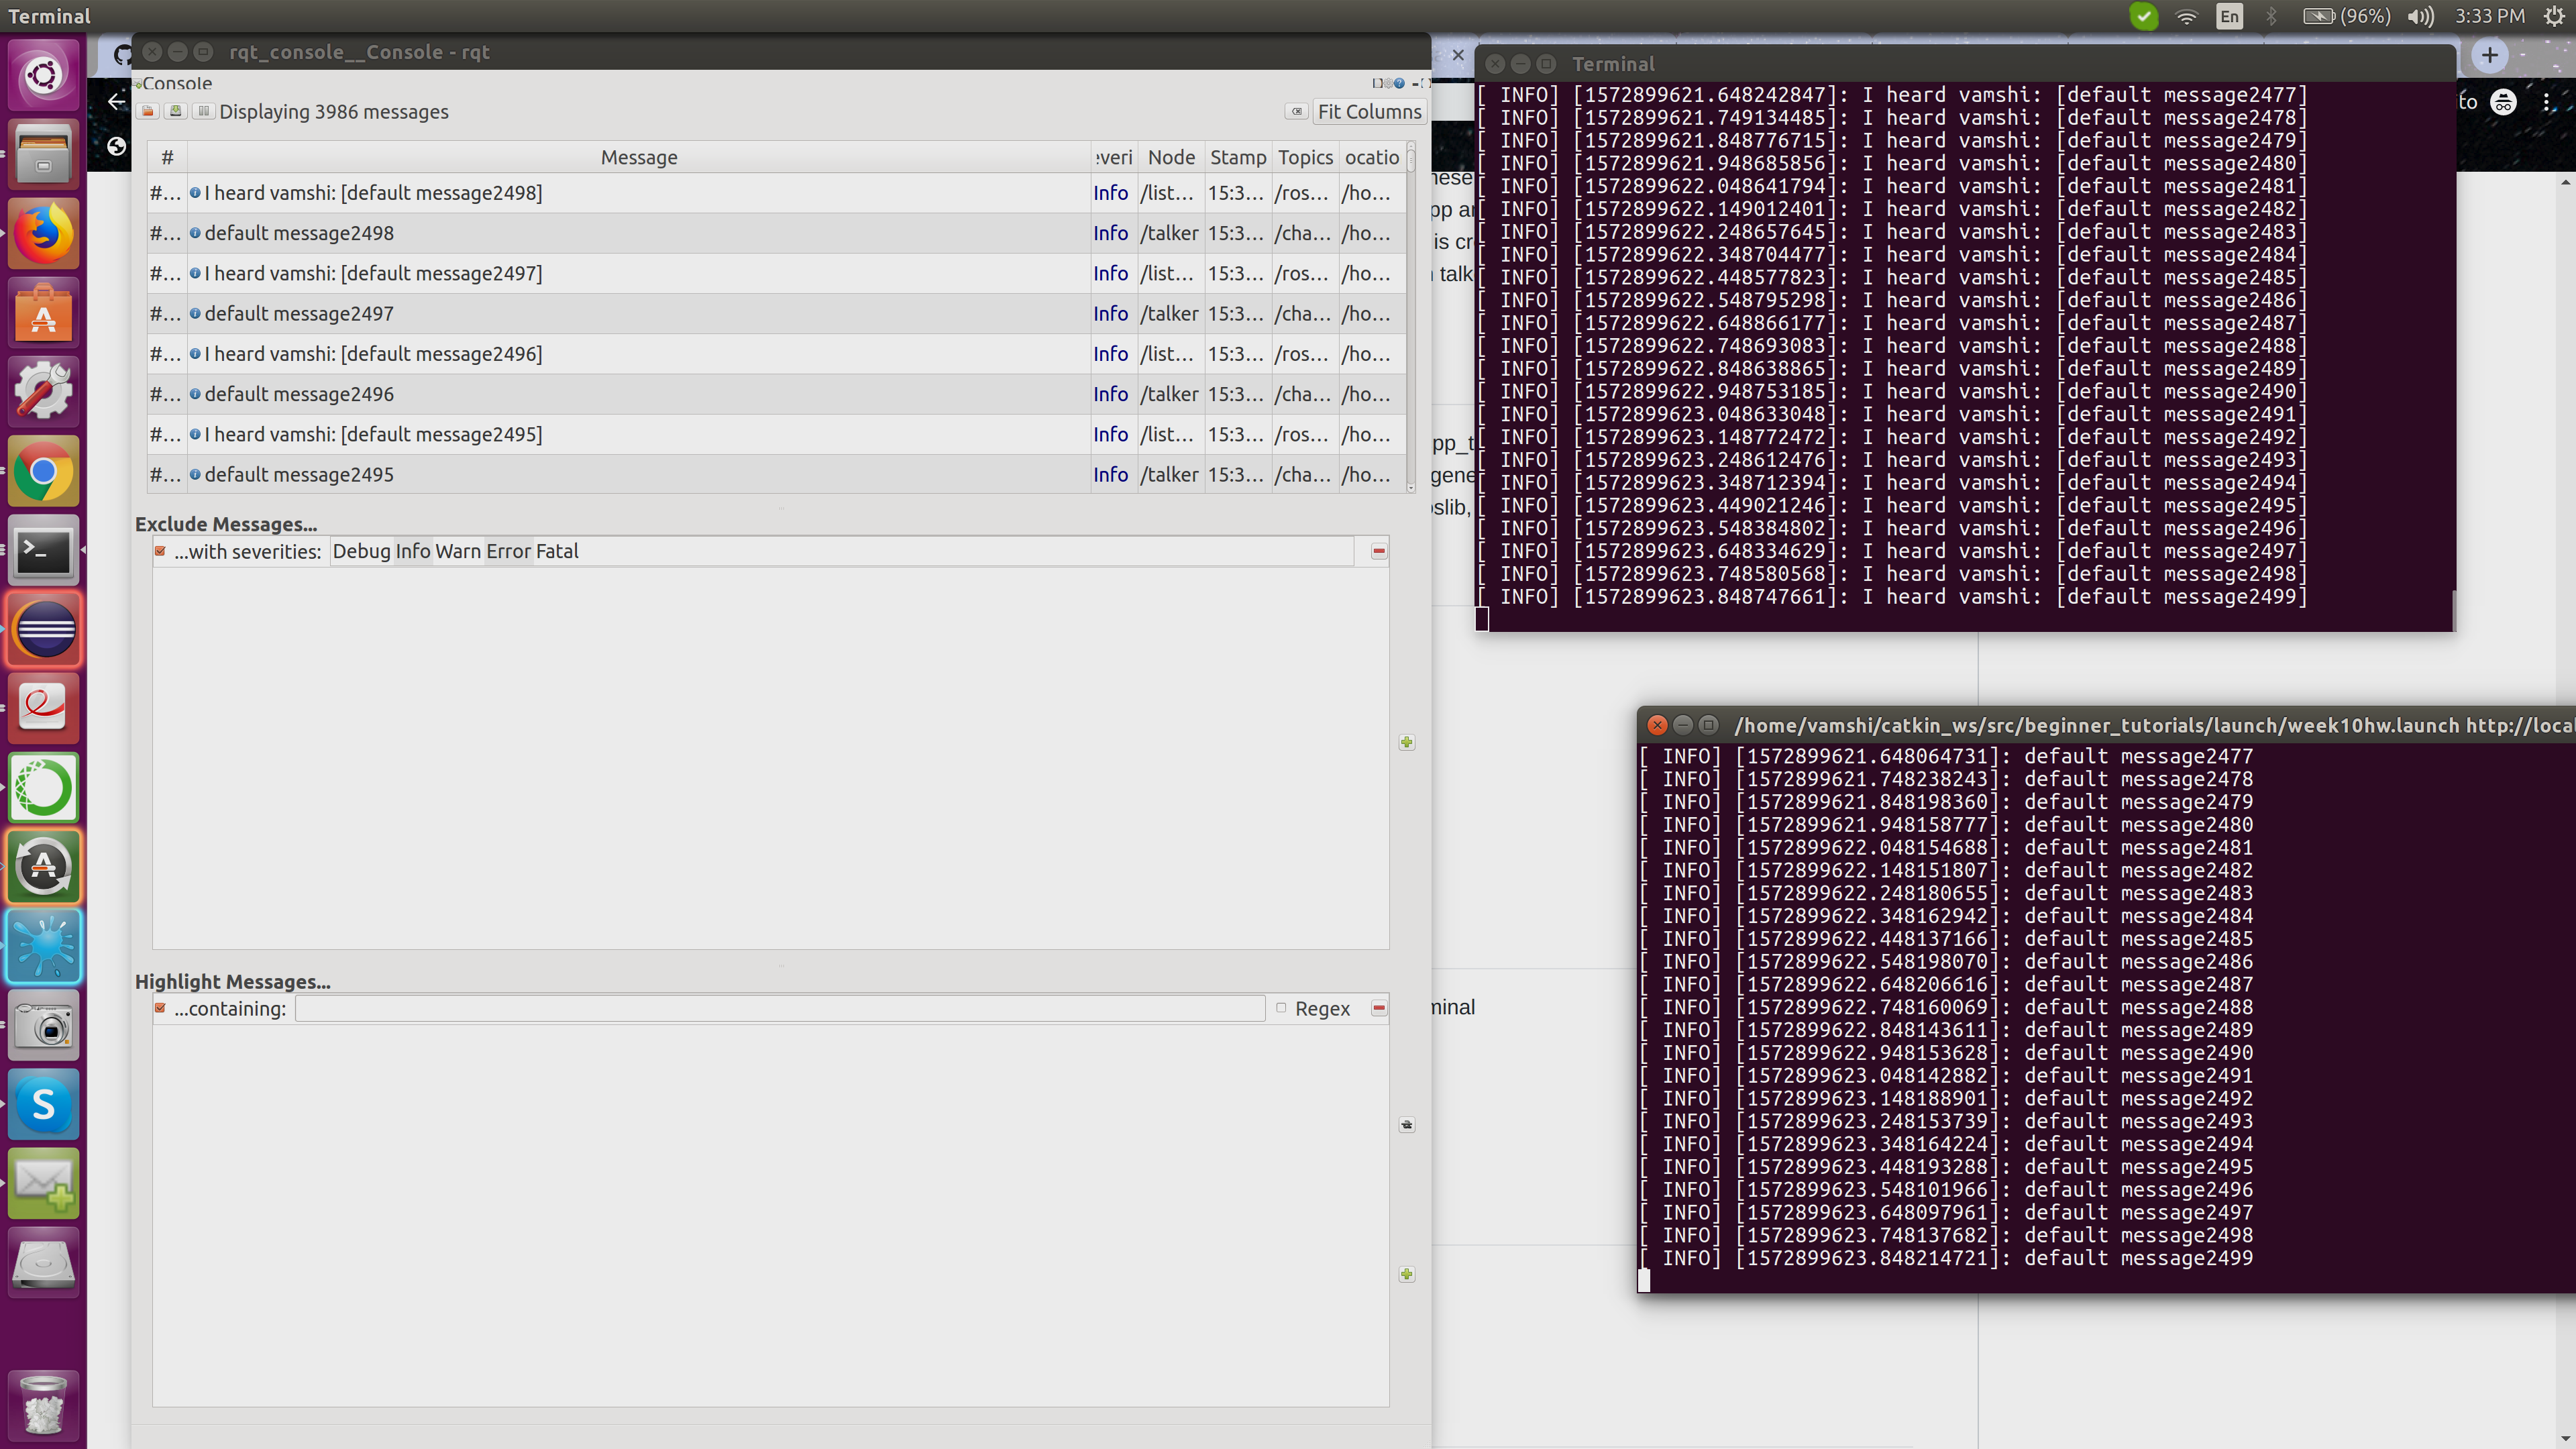 Terminal
En
(96%)
3:33 PM
rqt_console__Console - rqt
Console
Displaying 3986 messages
Fit Columns
# Message everi Node Stamp Topics ocatio
#... I heard vamshi: [default message2498] Info /list... 15:3... /ros... /ho...
#... default message2498 Info /talker 15:3... /cha... /ho...
#... I heard vamshi: [default message2497] Info /list... 15:3... /ros... /ho...
#... default message2497 Info /talker 15:3... /cha... /ho...
#... I heard vamshi: [default message2496] Info /list... 15:3... /ros... /ho...
#... default message2496 Info /talker 15:3... /cha... /ho...
#... I heard vamshi: [default message2495] Info /list... 15:3... /ros... /ho...
#... default message2495 Info /talker 15:3... /cha... /ho...
Exclude Messages...
...with severities: Debug Info Warn Error Fatal
Highlight Messages...
...containing:
Regex
Terminal
[ INFO] [1572899621.648242847]: I heard vamshi: [default message2477]
[ INFO] [1572899621.749134485]: I heard vamshi: [default message2478]
[ INFO] [1572899621.848776715]: I heard vamshi: [default message2479]
[ INFO] [1572899621.948685856]: I heard vamshi: [default message2480]
[ INFO] [1572899622.048641794]: I heard vamshi: [default message2481]
[ INFO] [1572899622.149012401]: I heard vamshi: [default message2482]
[ INFO] [1572899622.248657645]: I heard vamshi: [default message2483]
[ INFO] [1572899622.348704477]: I heard vamshi: [default message2484]
[ INFO] [1572899622.448577823]: I heard vamshi: [default message2485]
[ INFO] [1572899622.548795298]: I heard vamshi: [default message2486]
[ INFO] [1572899622.648866177]: I heard vamshi: [default message2487]
[ INFO] [1572899622.748693083]: I heard vamshi: [default message2488]
[ INFO] [1572899622.848638865]: I heard vamshi: [default message2489]
[ INFO] [1572899622.948753185]: I heard vamshi: [default message2490]
[ INFO] [1572899623.048633048]: I heard vamshi: [default message2491]
[ INFO] [1572899623.148772472]: I heard vamshi: [default message2492]
[ INFO] [1572899623.248612476]: I heard vamshi: [default message2493]
[ INFO] [1572899623.348712394]: I heard vamshi: [default message2494]
[ INFO] [1572899623.449021246]: I heard vamshi: [default message2495]
[ INFO] [1572899623.548384802]: I heard vamshi: [default message2496]
[ INFO] [1572899623.648334629]: I heard vamshi: [default message2497]
[ INFO] [1572899623.748580568]: I heard vamshi: [default message2498]
[ INFO] [1572899623.848747661]: I heard vamshi: [default message2499]
/home/vamshi/catkin_ws/src/beginner_tutorials/launch/week10hw.launch http://local
[ INFO] [1572899621.648064731]: default message2477
[ INFO] [1572899621.748238243]: default message2478
[ INFO] [1572899621.848198360]: default message2479
[ INFO] [1572899621.948158777]: default message2480
[ INFO] [1572899622.048154688]: default message2481
[ INFO] [1572899622.148151807]: default message2482
[ INFO] [1572899622.248180655]: default message2483
[ INFO] [1572899622.348162942]: default message2484
[ INFO] [1572899622.448137166]: default message2485
[ INFO] [1572899622.548198070]: default message2486
[ INFO] [1572899622.648206616]: default message2487
[ INFO] [1572899622.748160069]: default message2488
[ INFO] [1572899622.848143611]: default message2489
[ INFO] [1572899622.948153628]: default message2490
[ INFO] [1572899623.048142882]: default message2491
[ INFO] [1572899623.148188901]: default message2492
[ INFO] [1572899623.248153739]: default message2493
[ INFO] [1572899623.348164224]: default message2494
[ INFO] [1572899623.448193288]: default message2495
[ INFO] [1572899623.548101966]: default message2496
[ INFO] [1572899623.648097961]: default message2497
[ INFO] [1572899623.748137682]: default message2498
[ INFO] [1572899623.848214721]: default message2499
ito
is cr
talk
pp_t
gene
oslib,
minal